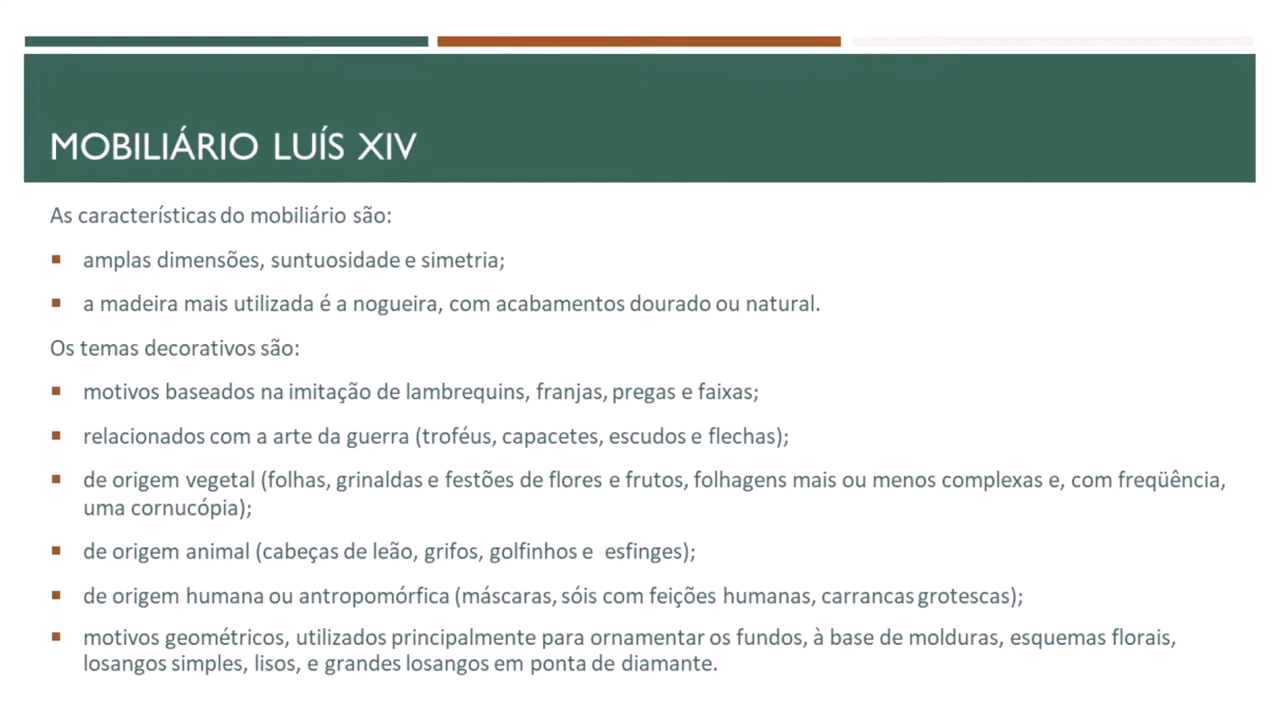 MOBILIÁRIO LUÍS XIV
As características do mobiliário são:
amplas dimensões, suntuosidade e simetria;
a madeira mais utilizada é a nogueira, com acabamentos dourado ou natural.
Os temas decorativos são:
motivos baseados na imitação de lambrequins, franjas, pregas e faixas;
relacionados com a arte da guerra (troféus, capacetes, escudos e flechas);
de origem vegetal (folhas, grinaldas e festões de flores e frutos, folhagens mais ou menos complexas e, com freqüência,
uma cornucópia);
de origem animal (cabeças de leão, grifos, golfinhos e esfinges);
de origem humana ou antropomórfica (máscaras, sóis com feições humanas, carrancas grotescas);
motivos geométricos, utilizados principalmente para ornamentar os fundos, à base de molduras, esquemas florais,
losangos simples, lisos, e grandes losangos em ponta de diamante.